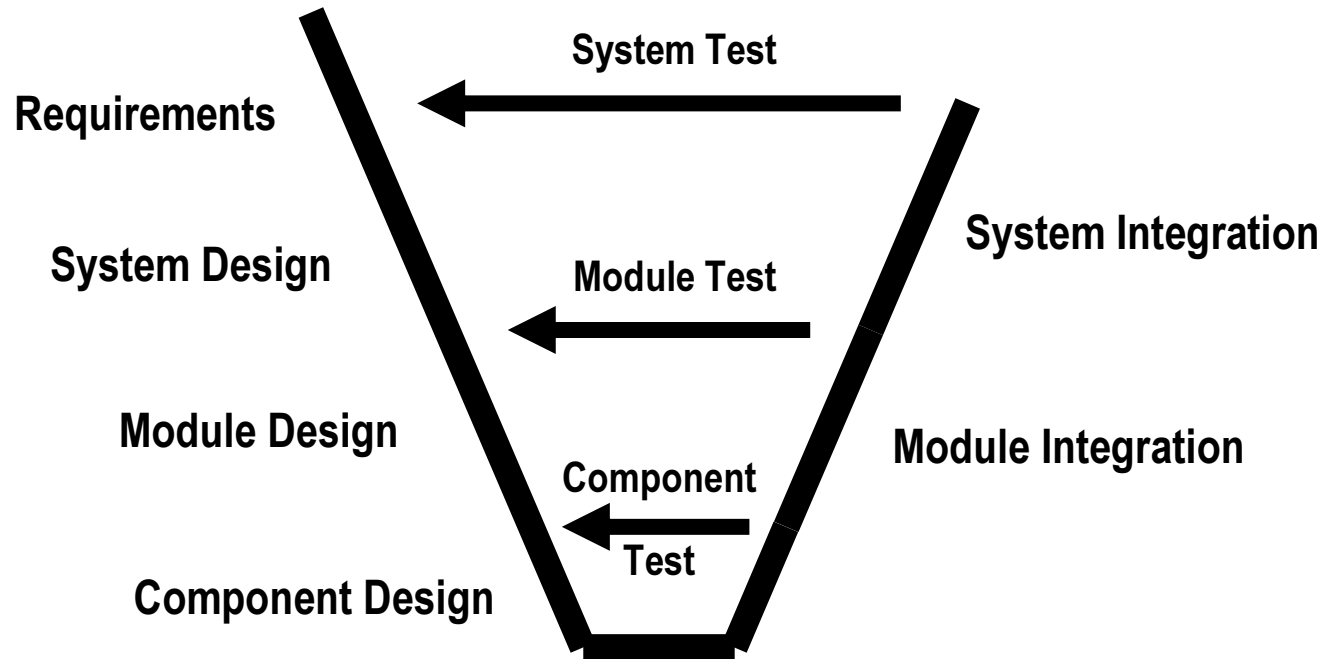 System Test
Requirements
System Integration
System Design
Module Test
Module Design
Module Integration
Component
Test
Component Design